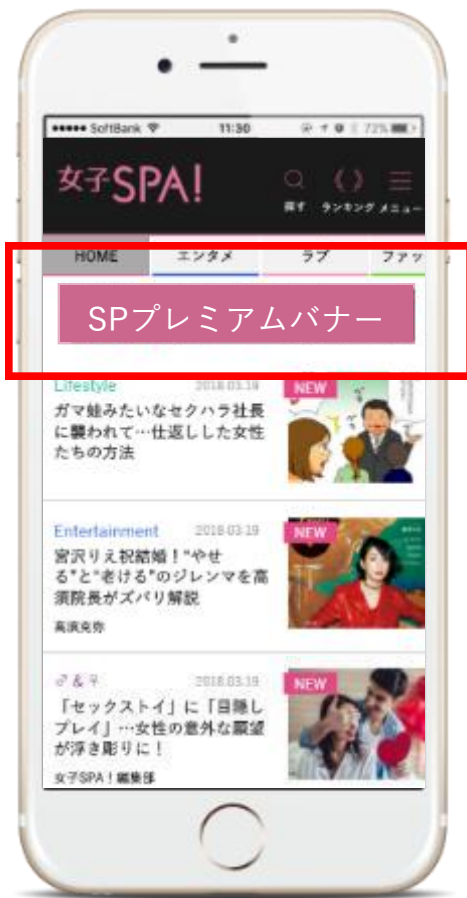 SoftBank 11:30 72%
女子SPA!
探す ランキング メニュー
HOME エンタメ ラブ ファッ
SPプレミアムバナー
Lifestyle 2018.03.19 NEW
ガマ蛙みたいなセクハラ社長
に襲われて…仕返しした女性
たちの方法
Entertainment 2018.03.19 NEW
宮沢りえ祝結婚！“やせ
る”と“老ける”のジレンマを高
須院長がズバリ解説
高須克弥
♂&♀ 2018.03.19 NEW
「セックストイ」に「目隠し
プレイ」…女性の意外な願望
が浮き彫りに！
女子SPA！編集部